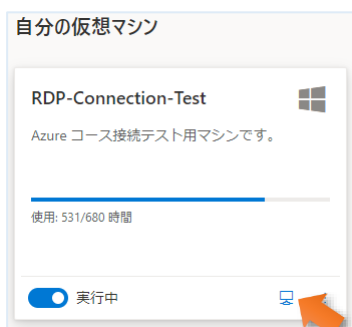 自分の仮想マシン
RDP-Connection-Test
Azure コース接続テスト用マシンです。
使用: 531/680 時間
実行中